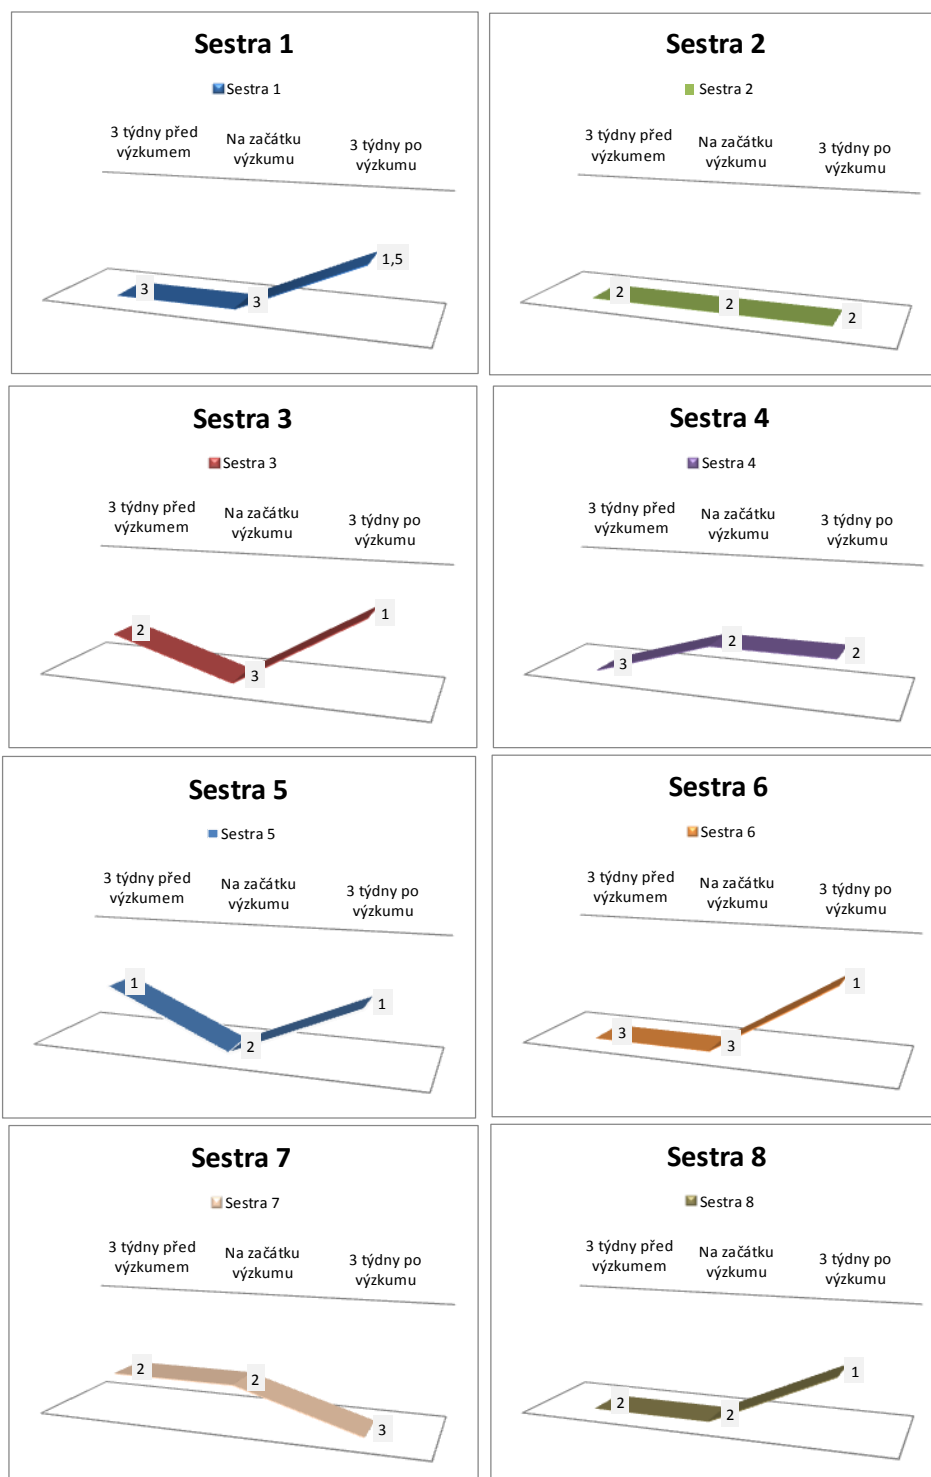 Sestra 1
Sestra 1
3 týdny před
výzkumem
Na začátku
výzkumu
3 týdny po
výzkumu
3
3
1,5
Sestra 2
Sestra 2
3 týdny před
výzkumem
Na začátku
výzkumu
3 týdny po
výzkumu
2
2
2
Sestra 3
Sestra 3
3 týdny před
výzkumem
Na začátku
výzkumu
3 týdny po
výzkumu
2
3
1
Sestra 4
Sestra 4
3 týdny před
výzkumem
Na začátku
výzkumu
3 týdny po
výzkumu
3
2
2
Sestra 5
Sestra 5
3 týdny před
výzkumem
Na začátku
výzkumu
3 týdny po
výzkumu
1
2
1
Sestra 6
Sestra 6
3 týdny před
výzkumem
Na začátku
výzkumu
3 týdny po
výzkumu
3
3
1
Sestra 7
Sestra 7
3 týdny před
výzkumem
Na začátku
výzkumu
3 týdny po
výzkumu
2
2
3
Sestra 8
Sestra 8
3 týdny před
výzkumem
Na začátku
výzkumu
3 týdny po
výzkumu
2
2
1